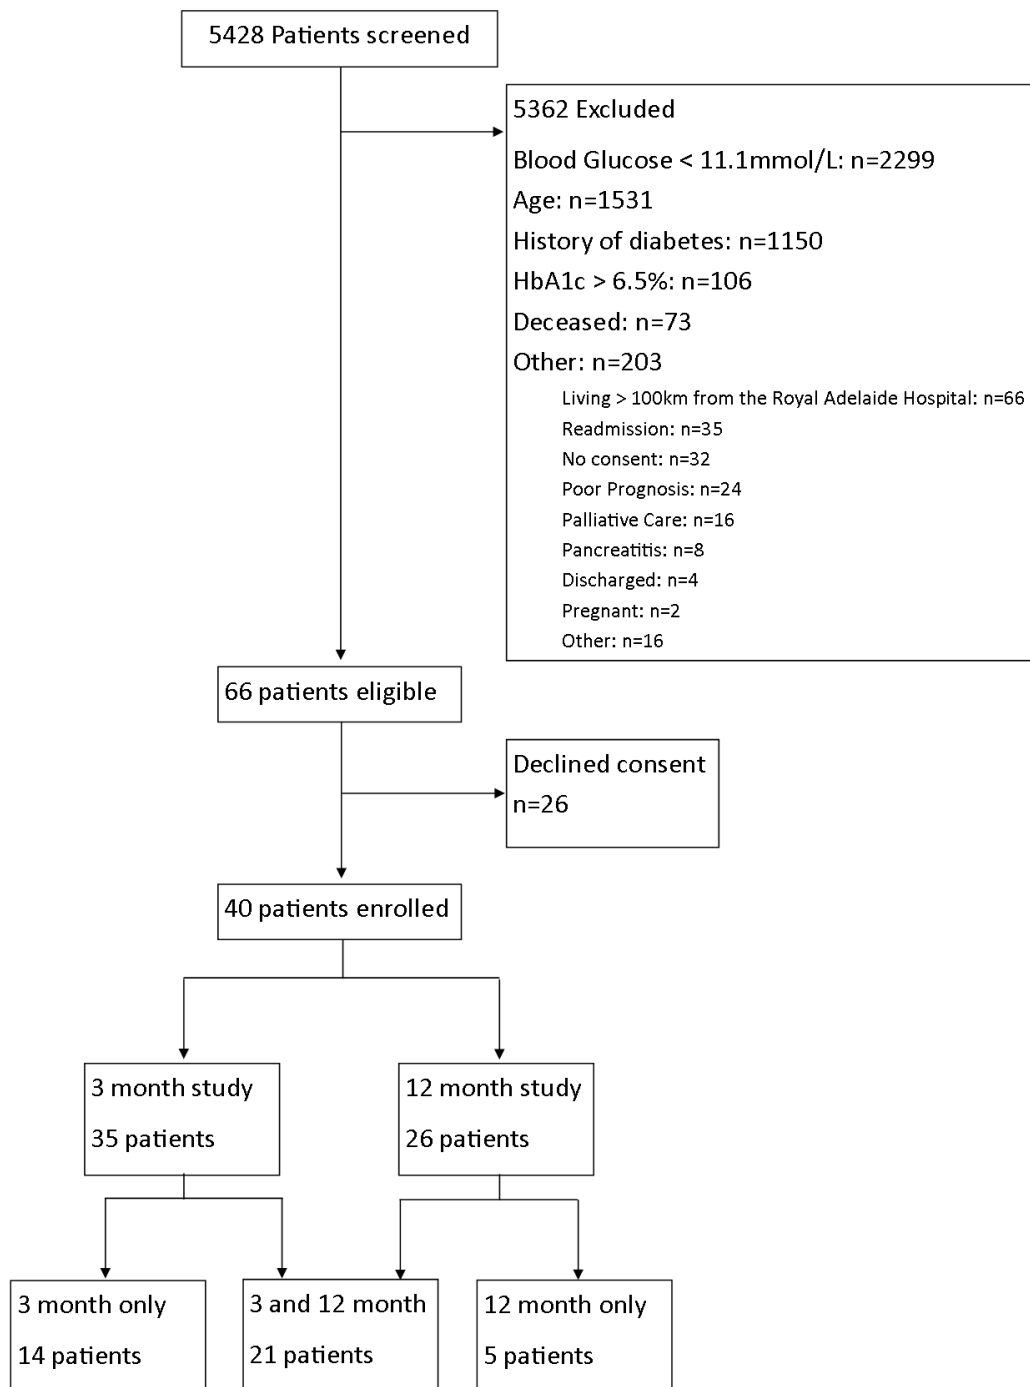 5428 Patients screened
5362 Excluded
Blood Glucose < 11.1mmol/L: n=2299
Age: n=1531
History of diabetes: n=1150
HbA1c > 6.5%: n=106
Deceased: n=73
Other: n=203
Living > 100km from the Royal Adelaide Hospital: n=66
Readmission: n=35
No consent: n=32
Poor Prognosis: n=24
Palliative Care: n=16
Pancreatitis: n=8
Discharged: n=4
Pregnant: n=2
Other: n=16
66 patients eligible
Declined consent
n=26
40 patients enrolled
3 month study
35 patients
12 month study
26 patients
3 month only
14 patients
3 and 12 month
21 patients
12 month only
5 patients